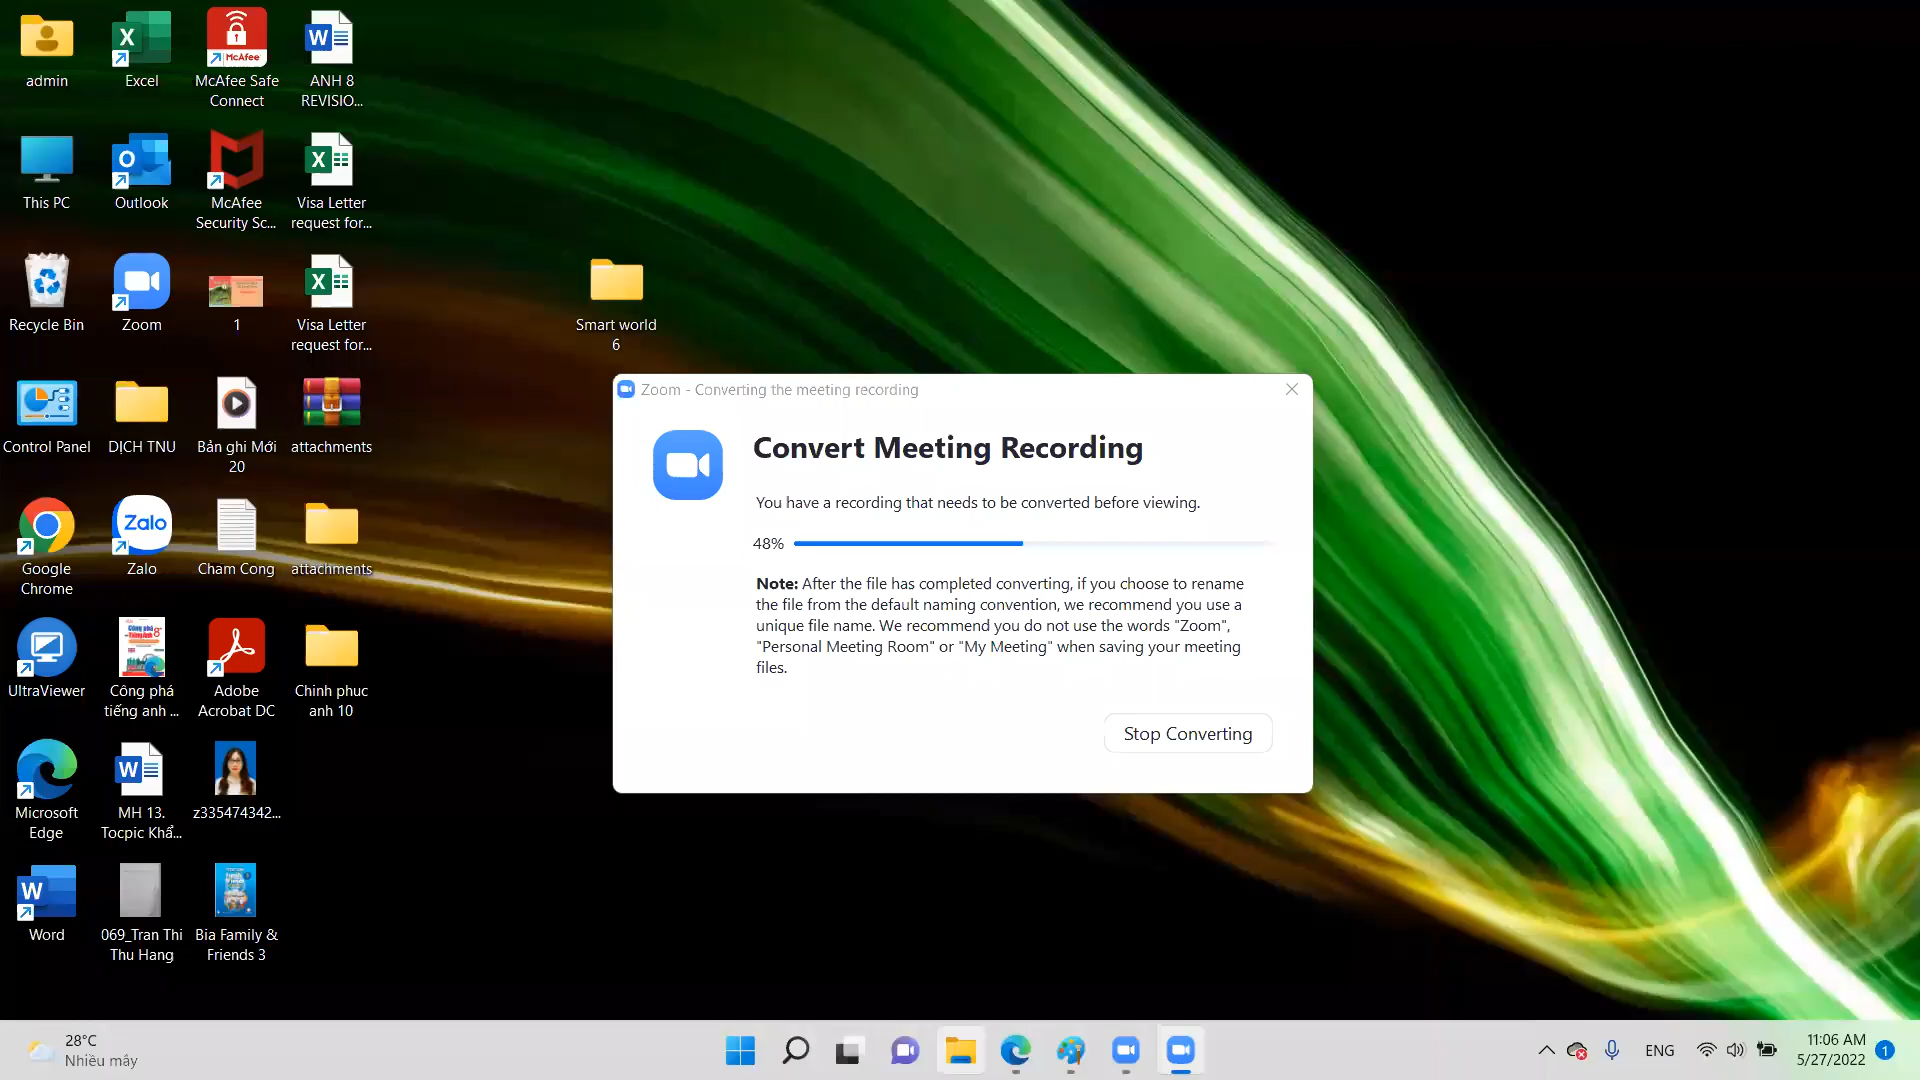 admin
Excel
McAfee
McAfee Safe
Connect
ANH 8
REVISIO...
This PC
Outlook
McAfee
Security Sc...
Visa Letter
request for...
Recycle Bin
Zoom
1
Visa Letter
request for...
Smart world
6
Control Panel
DỊCH TNU
Bản ghi Mới
20
attachments
Google
Chrome
Zalo
Zalo
Cham Cong
attachments
UltraViewer
Công phá
tiếng anh ...
Adobe
Acrobat DC
Chinh phuc
anh 10
Microsoft
Edge
MH 13.
Tocpic Khẩ...
z335474342...
Word
069_Tran Thi
Thu Hang
Bia Family &
Friends 3
Zoom - Converting the meeting recording
Convert Meeting Recording
You have a recording that needs to be converted before viewing.
48%
Note: After the file has completed converting, if you choose to rename
the file from the default naming convention, we recommend you use a
unique file name. We recommend you do not use the words "Zoom",
"Personal Meeting Room" or "My Meeting" when saving your meeting
files.
Stop Converting
28°C
Nhiều mây
ENG
11:06 AM
5/27/2022
1